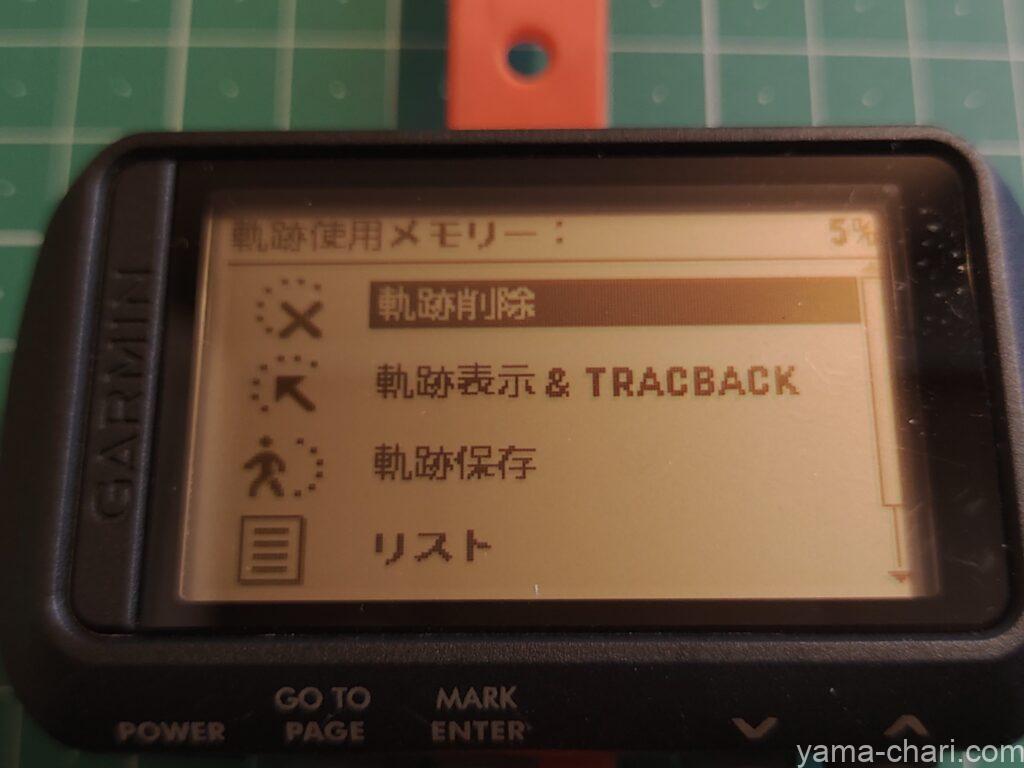 軌跡使用メモリー： 5%
軌跡削除
軌跡表示 & TRACBACK
軌跡保存
リスト
GARMIN
POWER
GO TO
PAGE
MARK
ENTER
yama-chari.com